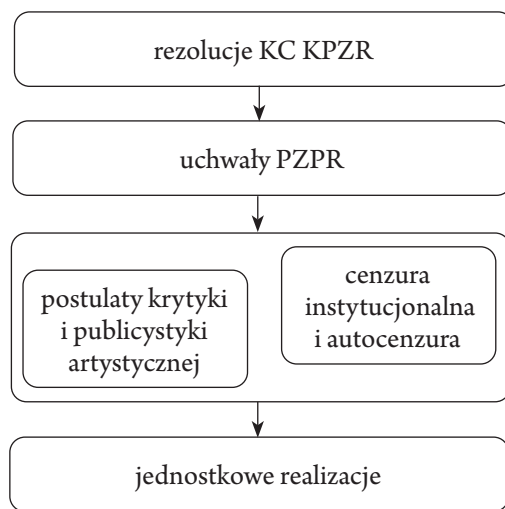 rezolucje KC KPZR
uchwały PZPR
postulaty krytyki
i publicystyki
artystycznej
cenzura
instytucjonalna
i autocenzura
jednostkowe realizacje